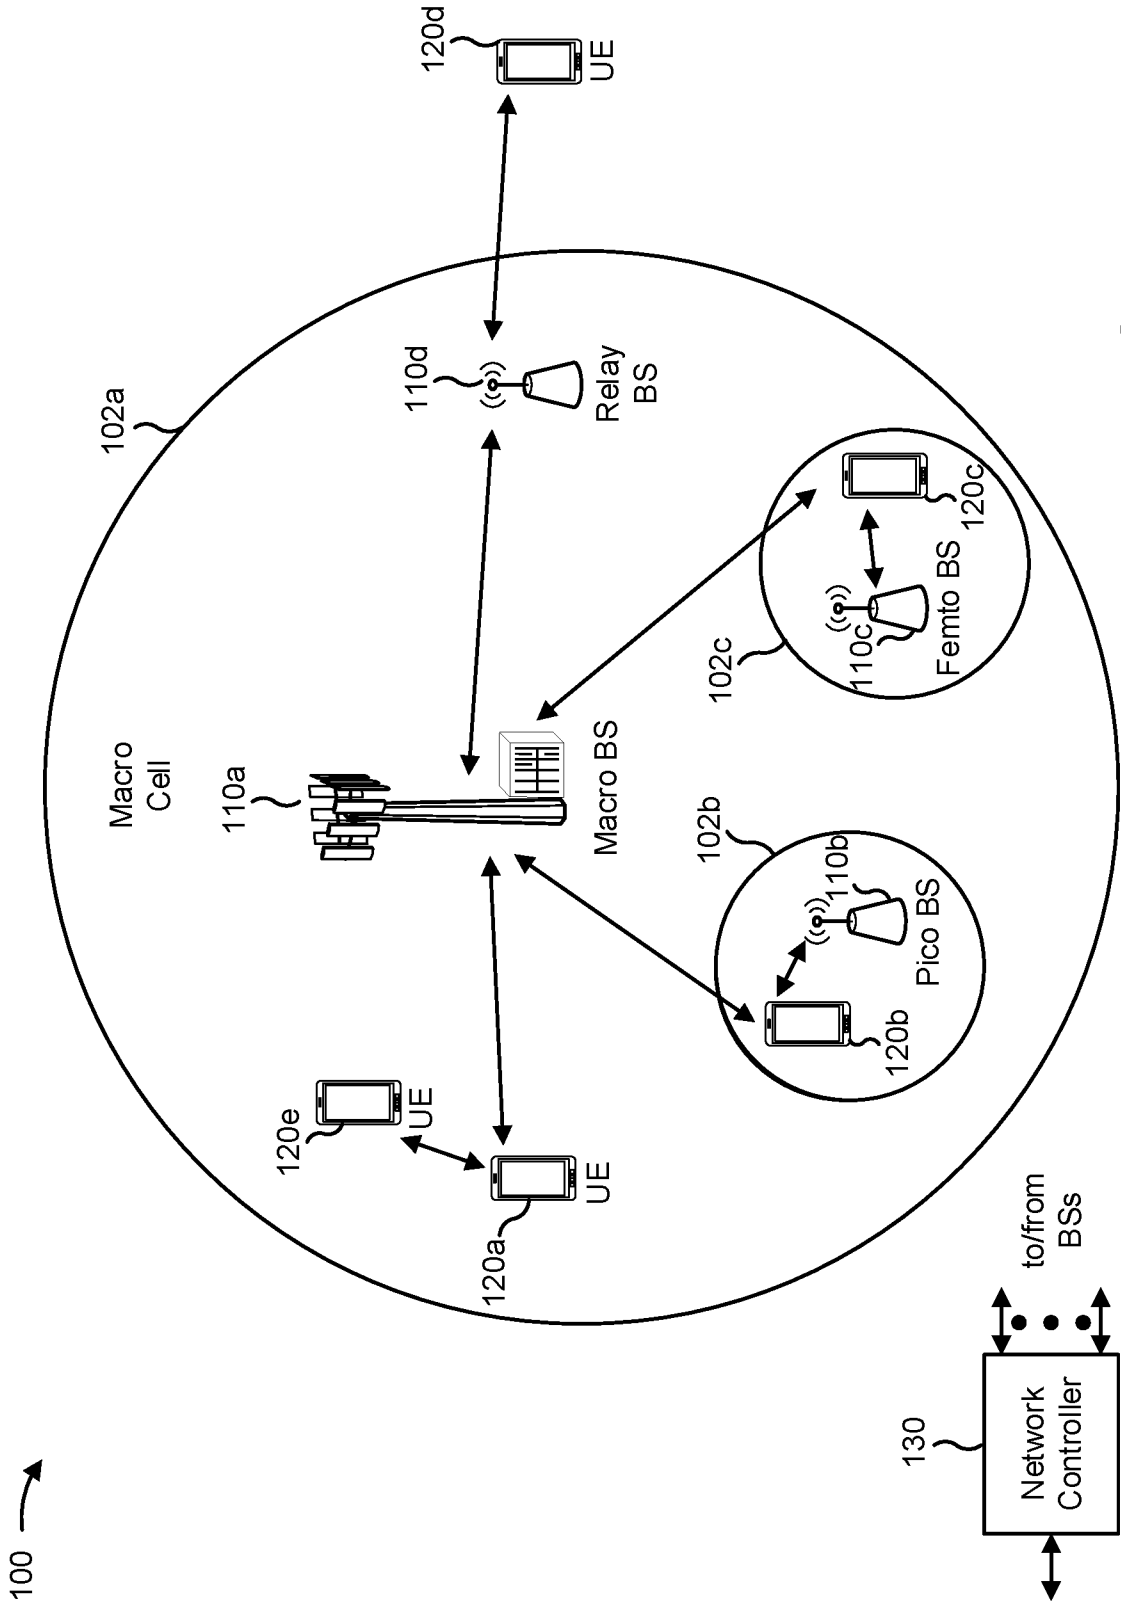 100
102a
Macro
Cell
110a
120d
UE
110d
Relay
BS
120e
UE
120a
UE
Macro BS
102b
110b
Pico BS
120b
102c
110c
Femto BS
120c
130
Network
Controller
to/from
BSs